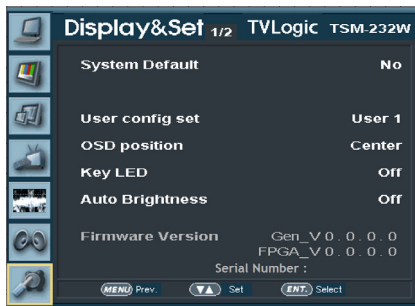 Display&Set 1/2 TVLogic TSM-232W
System Default No
User config set User 1
OSD position Center
Key LED Off
Auto Brightness Off
Firmware Version Gen_V 0 . 0 . 0 . 0
FPGA_V 0 . 0 . 0 . 0
Serial Number :
MENU Prev. ▼▲ Set ENT. Select